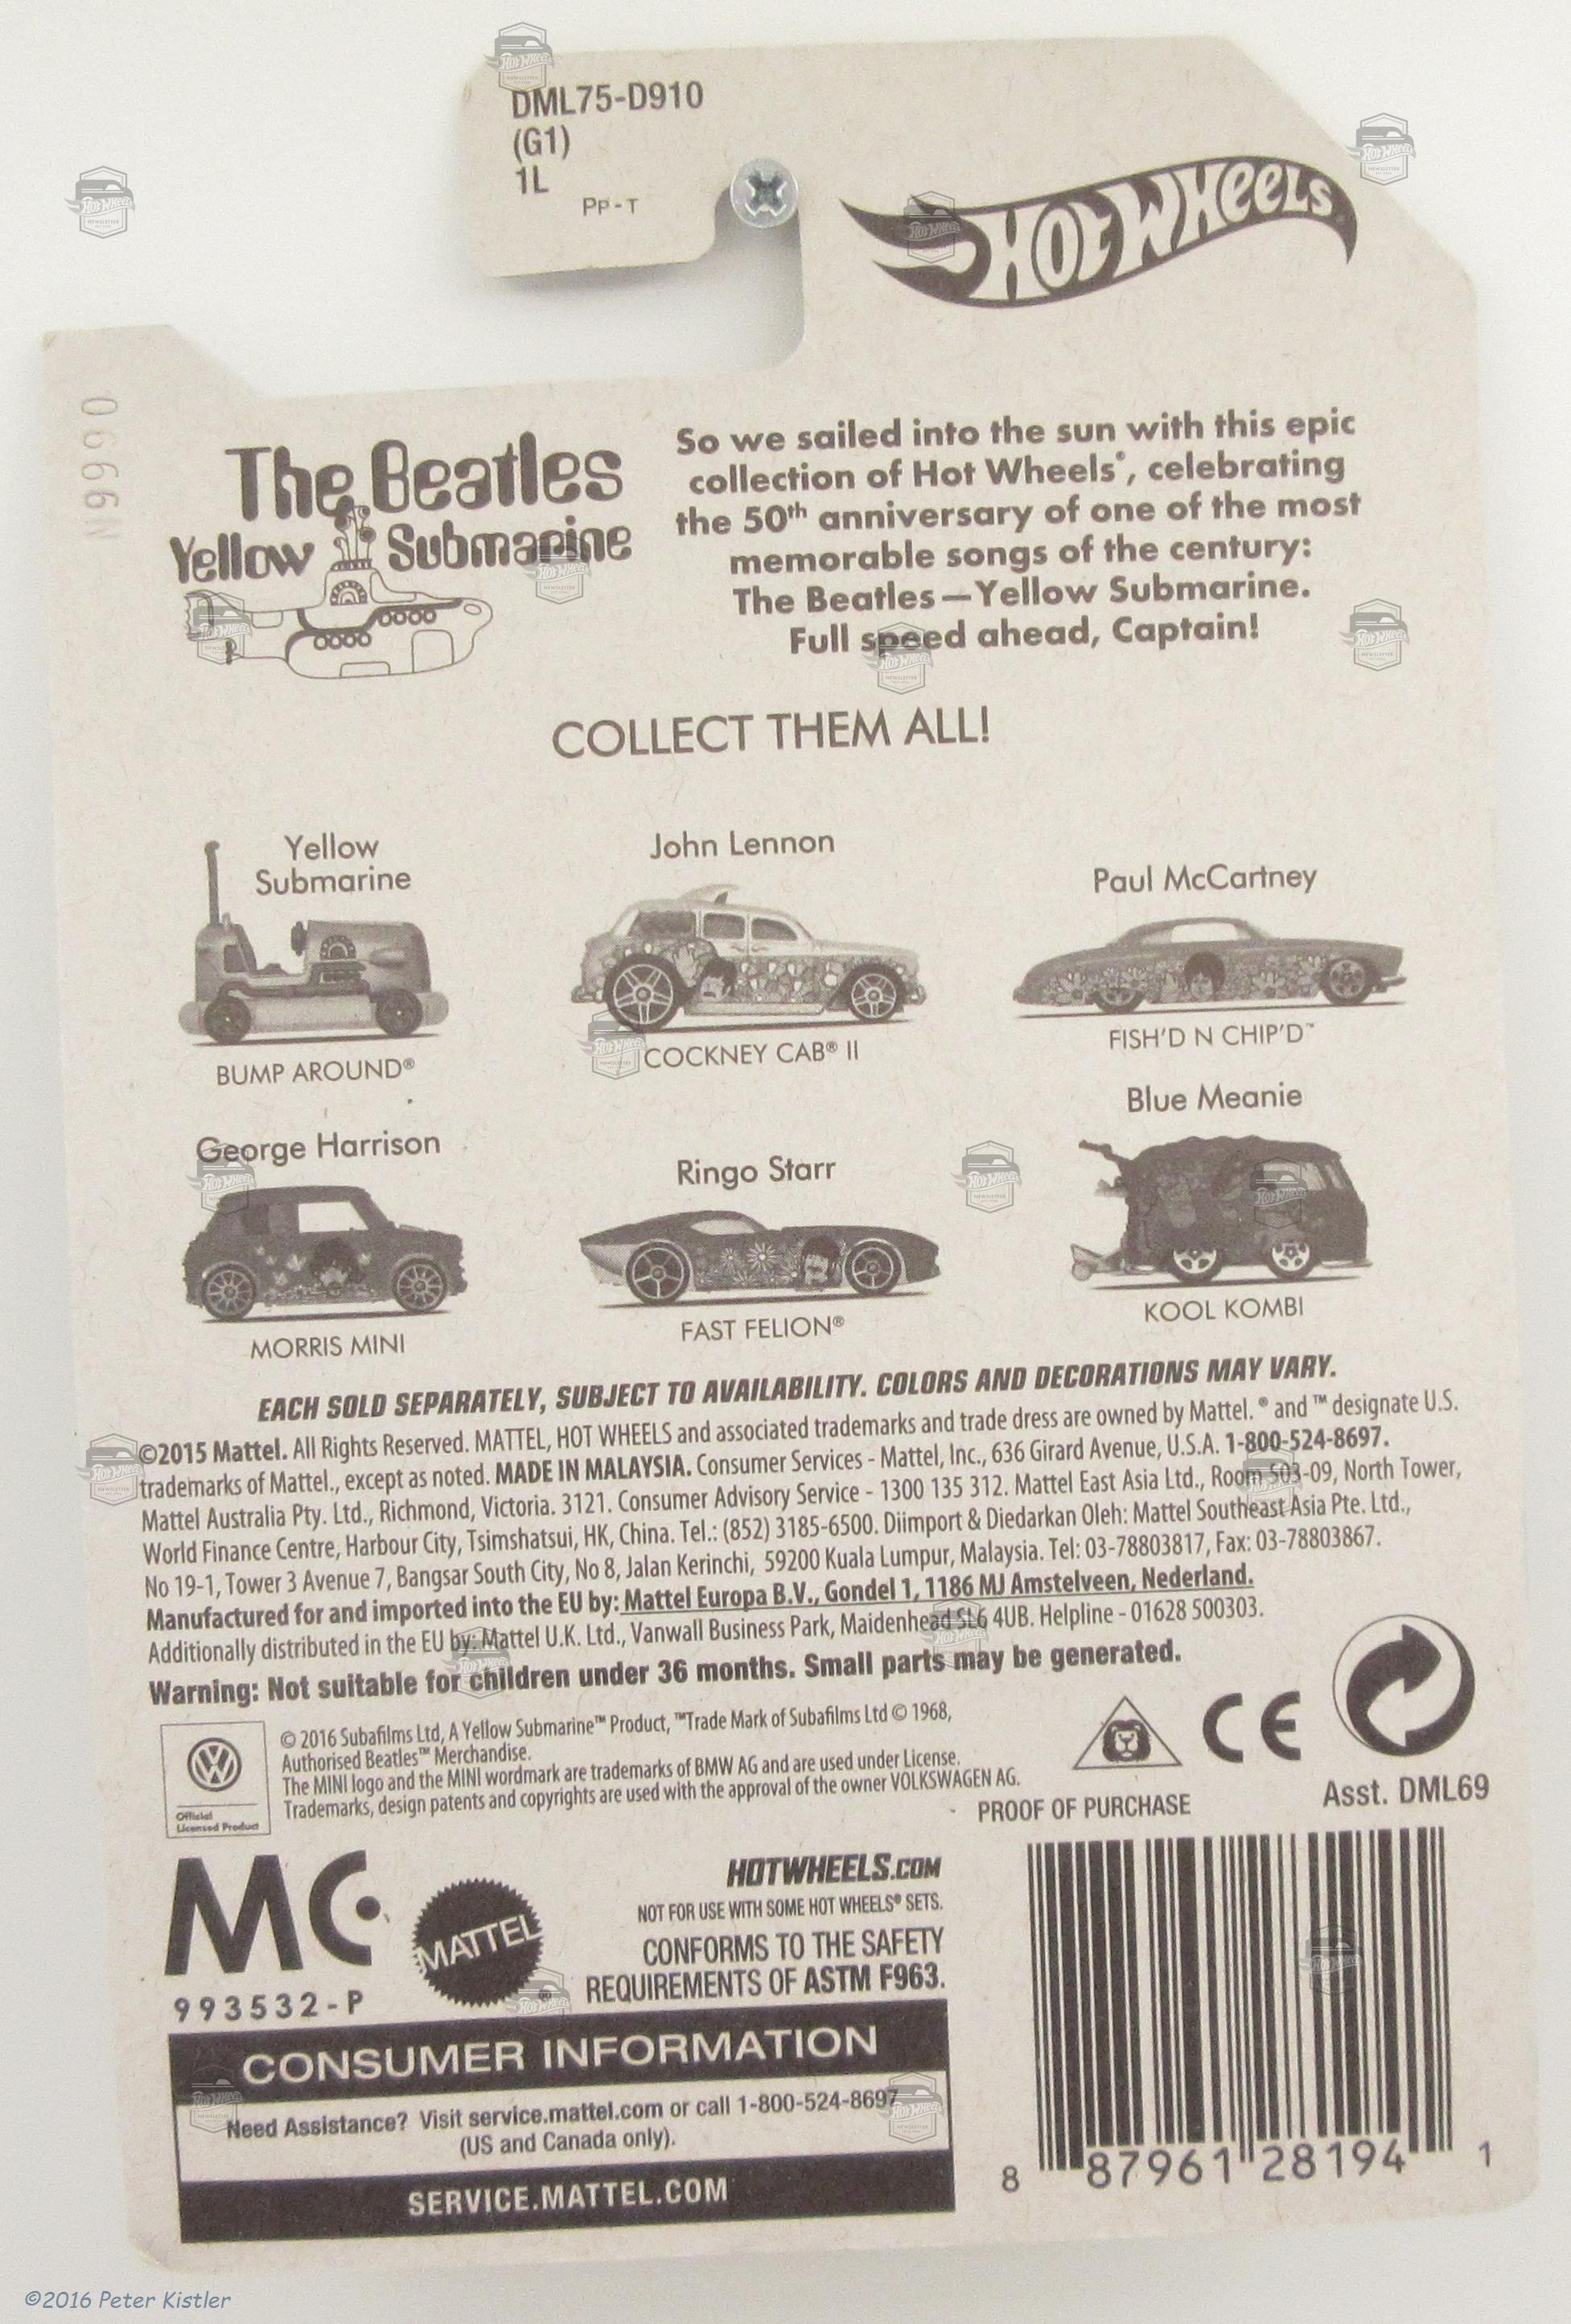 DML75-D910
(G1)
1L
PP-T
HOT WHEELS
N9990
The Beatles
Yellow Submarine
So we sailed into the sun with this epic
collection of Hot Wheels®, celebrating
the 50th anniversary of one of the most
memorable songs of the century:
The Beatles—Yellow Submarine.
Full speed ahead, Captain!
COLLECT THEM ALL!
Yellow
Submarine
BUMP AROUND®
John Lennon
COCKNEY CAB® II
Paul McCartney
FISH'D N CHIP'D™
George Harrison
MORRIS MINI
Ringo Starr
FAST FELION®
Blue Meanie
KOOL KOMBI
EACH SOLD SEPARATELY, SUBJECT TO AVAILABILITY. COLORS AND DECORATIONS MAY VARY.
©2015 Mattel. All Rights Reserved. MATTEL, HOT WHEELS and associated trademarks and trade dress are owned by Mattel. ® and ™ designate U.S.
trademarks of Mattel., except as noted. MADE IN MALAYSIA. Consumer Services - Mattel, Inc., 636 Girard Avenue, U.S.A. 1-800-524-8697.
Mattel Australia Pty. Ltd., Richmond, Victoria. 3121. Consumer Advisory Service - 1300 135 312. Mattel East Asia Ltd., Room 503-09, North Tower,
World Finance Centre, Harbour City, Tsimshatsui, HK, China. Tel.: (852) 3185-6500. Diimport & Diedarkan Oleh: Mattel Southeast Asia Pte. Ltd.,
No 19-1, Tower 3 Avenue 7, Bangsar South City, No 8, Jalan Kerinchi, 59200 Kuala Lumpur, Malaysia. Tel: 03-78803817, Fax: 03-78803867.
Manufactured for and imported into the EU by: Mattel Europa B.V., Gondel 1, 1186 MJ Amstelveen, Nederland.
Additionally distributed in the EU by: Mattel U.K. Ltd., Vanwall Business Park, Maidenhead SL6 4UB. Helpline - 01628 500303.
Warning: Not suitable for children under 36 months. Small parts may be generated.
Official
Licensed Product
© 2016 Subafilms Ltd, A Yellow Submarine™ Product, ™Trade Mark of Subafilms Ltd © 1968,
Authorised Beatles™ Merchandise.
The MINI logo and the MINI wordmark are trademarks of BMW AG and are used under License.
Trademarks, design patents and copyrights are used with the approval of the owner VOLKSWAGEN AG.
CE
PROOF OF PURCHASE
Asst. DML69
MC
993532-P
MATTEL
HOTWHEELS.COM
NOT FOR USE WITH SOME HOT WHEELS® SETS.
CONFORMS TO THE SAFETY
REQUIREMENTS OF ASTM F963.
CONSUMER INFORMATION
Need Assistance? Visit service.mattel.com or call 1-800-524-8697
(US and Canada only).
SERVICE.MATTEL.COM
8 87961 28194 1
©2016 Peter Kistler